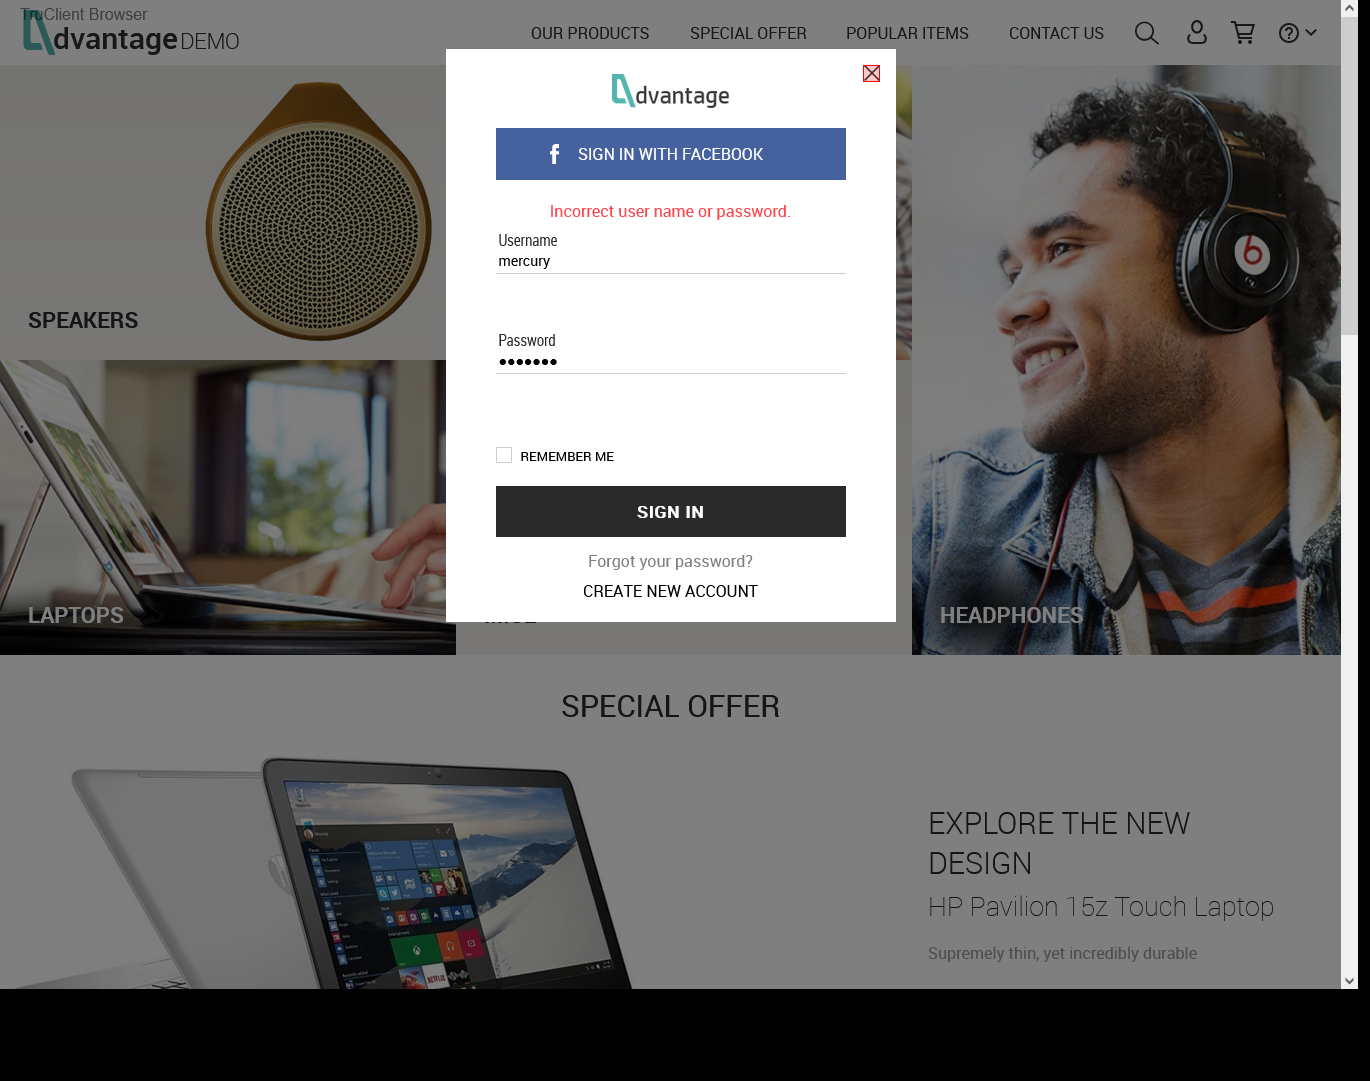 TruClient Browser
dvantage DEMO
OUR PRODUCTS
SPECIAL OFFER
POPULAR ITEMS
CONTACT US
dvantage
SIGN IN WITH FACEBOOK
Incorrect user name or password.
Username
mercury
Password
•••••••
REMEMBER ME
SIGN IN
Forgot your password?
CREATE NEW ACCOUNT
SPEAKERS
LAPTOPS
HEADPHONES
SPECIAL OFFER
EXPLORE THE NEW
DESIGN
HP Pavilion 15z Touch Laptop
Supremely thin, yet incredibly durable